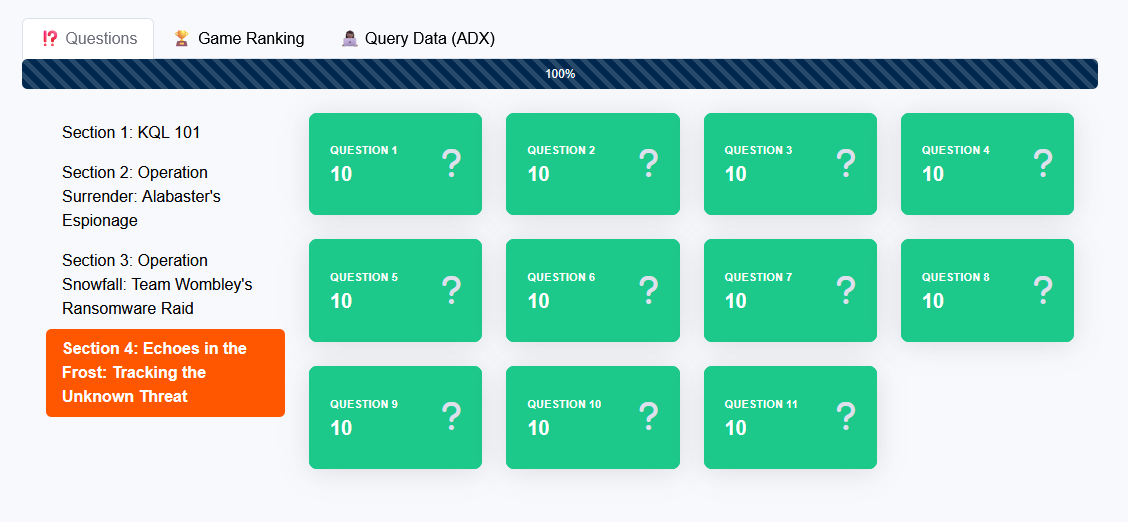 Questions
Game Ranking
Query Data (ADX)
100%
Section 1: KQL 101
Section 2: Operation
Surrender: Alabaster's
Espionage
Section 3: Operation
Snowfall: Team Wombley's
Ransomware Raid
Section 4: Echoes in the
Frost: Tracking the
Unknown Threat
QUESTION 1
10
?
QUESTION 2
10
?
QUESTION 3
10
?
QUESTION 4
10
?
QUESTION 5
10
?
QUESTION 6
10
?
QUESTION 7
10
?
QUESTION 8
10
?
QUESTION 9
10
?
QUESTION 10
10
?
QUESTION 11
10
?